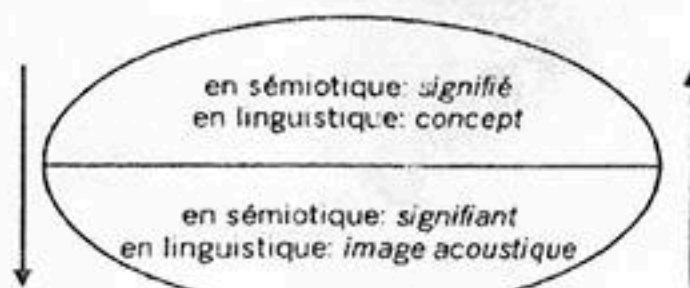 en sémiotique: signifié
en linguistique: concept
en sémiotique: signifiant
en linguistique: image acoustique